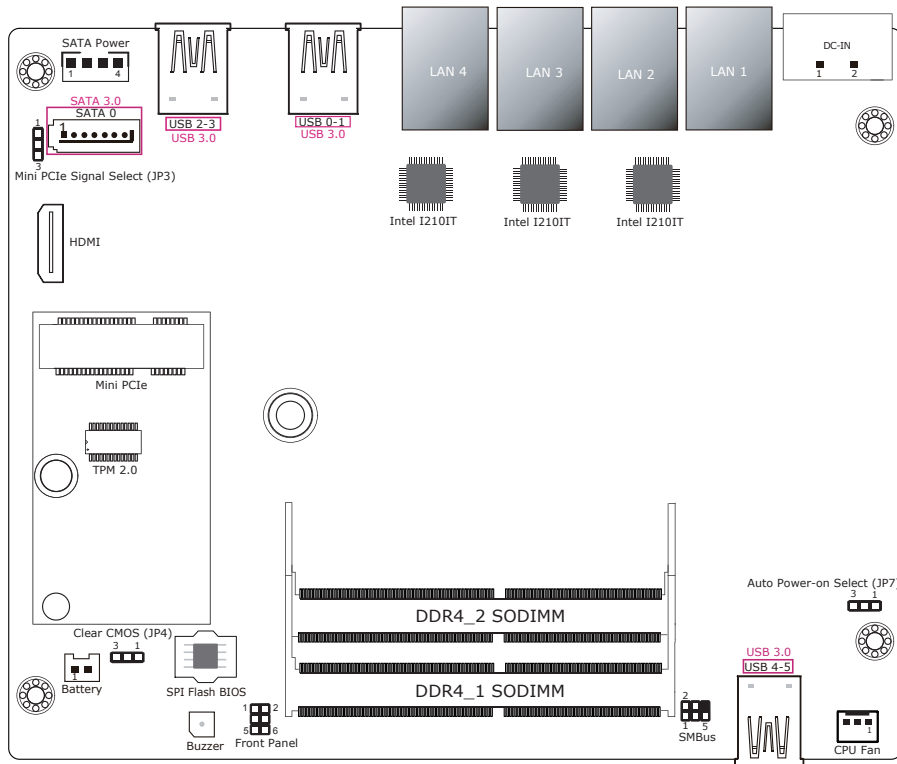 SATA Power
1 4
SATA 3.0
SATA 0
1
1
3
Mini PCIe Signal Select (JP3)
USB 2-3
USB 3.0
USB 0-1
USB 3.0
LAN 4
LAN 3
LAN 2
LAN 1
DC-IN
1 2
Intel I210IT
Intel I210IT
Intel I210IT
HDMI
Mini PCIe
TPM 2.0
DDR4_2 SODIMM
DDR4_1 SODIMM
Auto Power-on Select (JP7)
3 1
Clear CMOS (JP4)
3 1
1
Battery
SPI Flash BIOS
Buzzer
1 2
5 6
Front Panel
2
1 5
SMBus
USB 3.0
USB 4-5
1
CPU Fan